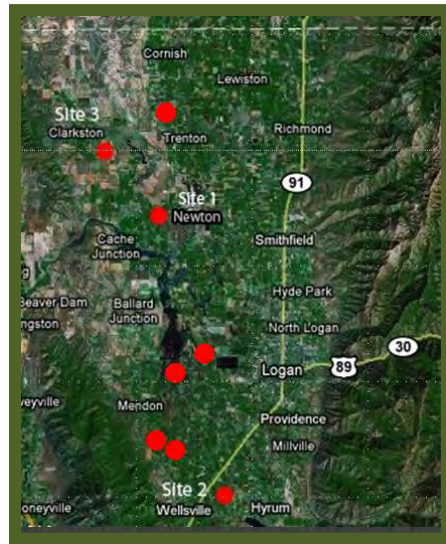 Cornish
Lewiston
Site 3
Clarkston
Trenton
Richmond
91
Site 1
Newton
Cache
Junction
Smithfield
Beaver Dam
Ballard
Junction
Hyde Park
North Logan
30
Logan
89
Mendon
Providence
Millville
Site 2
Wellsville
Hyrum